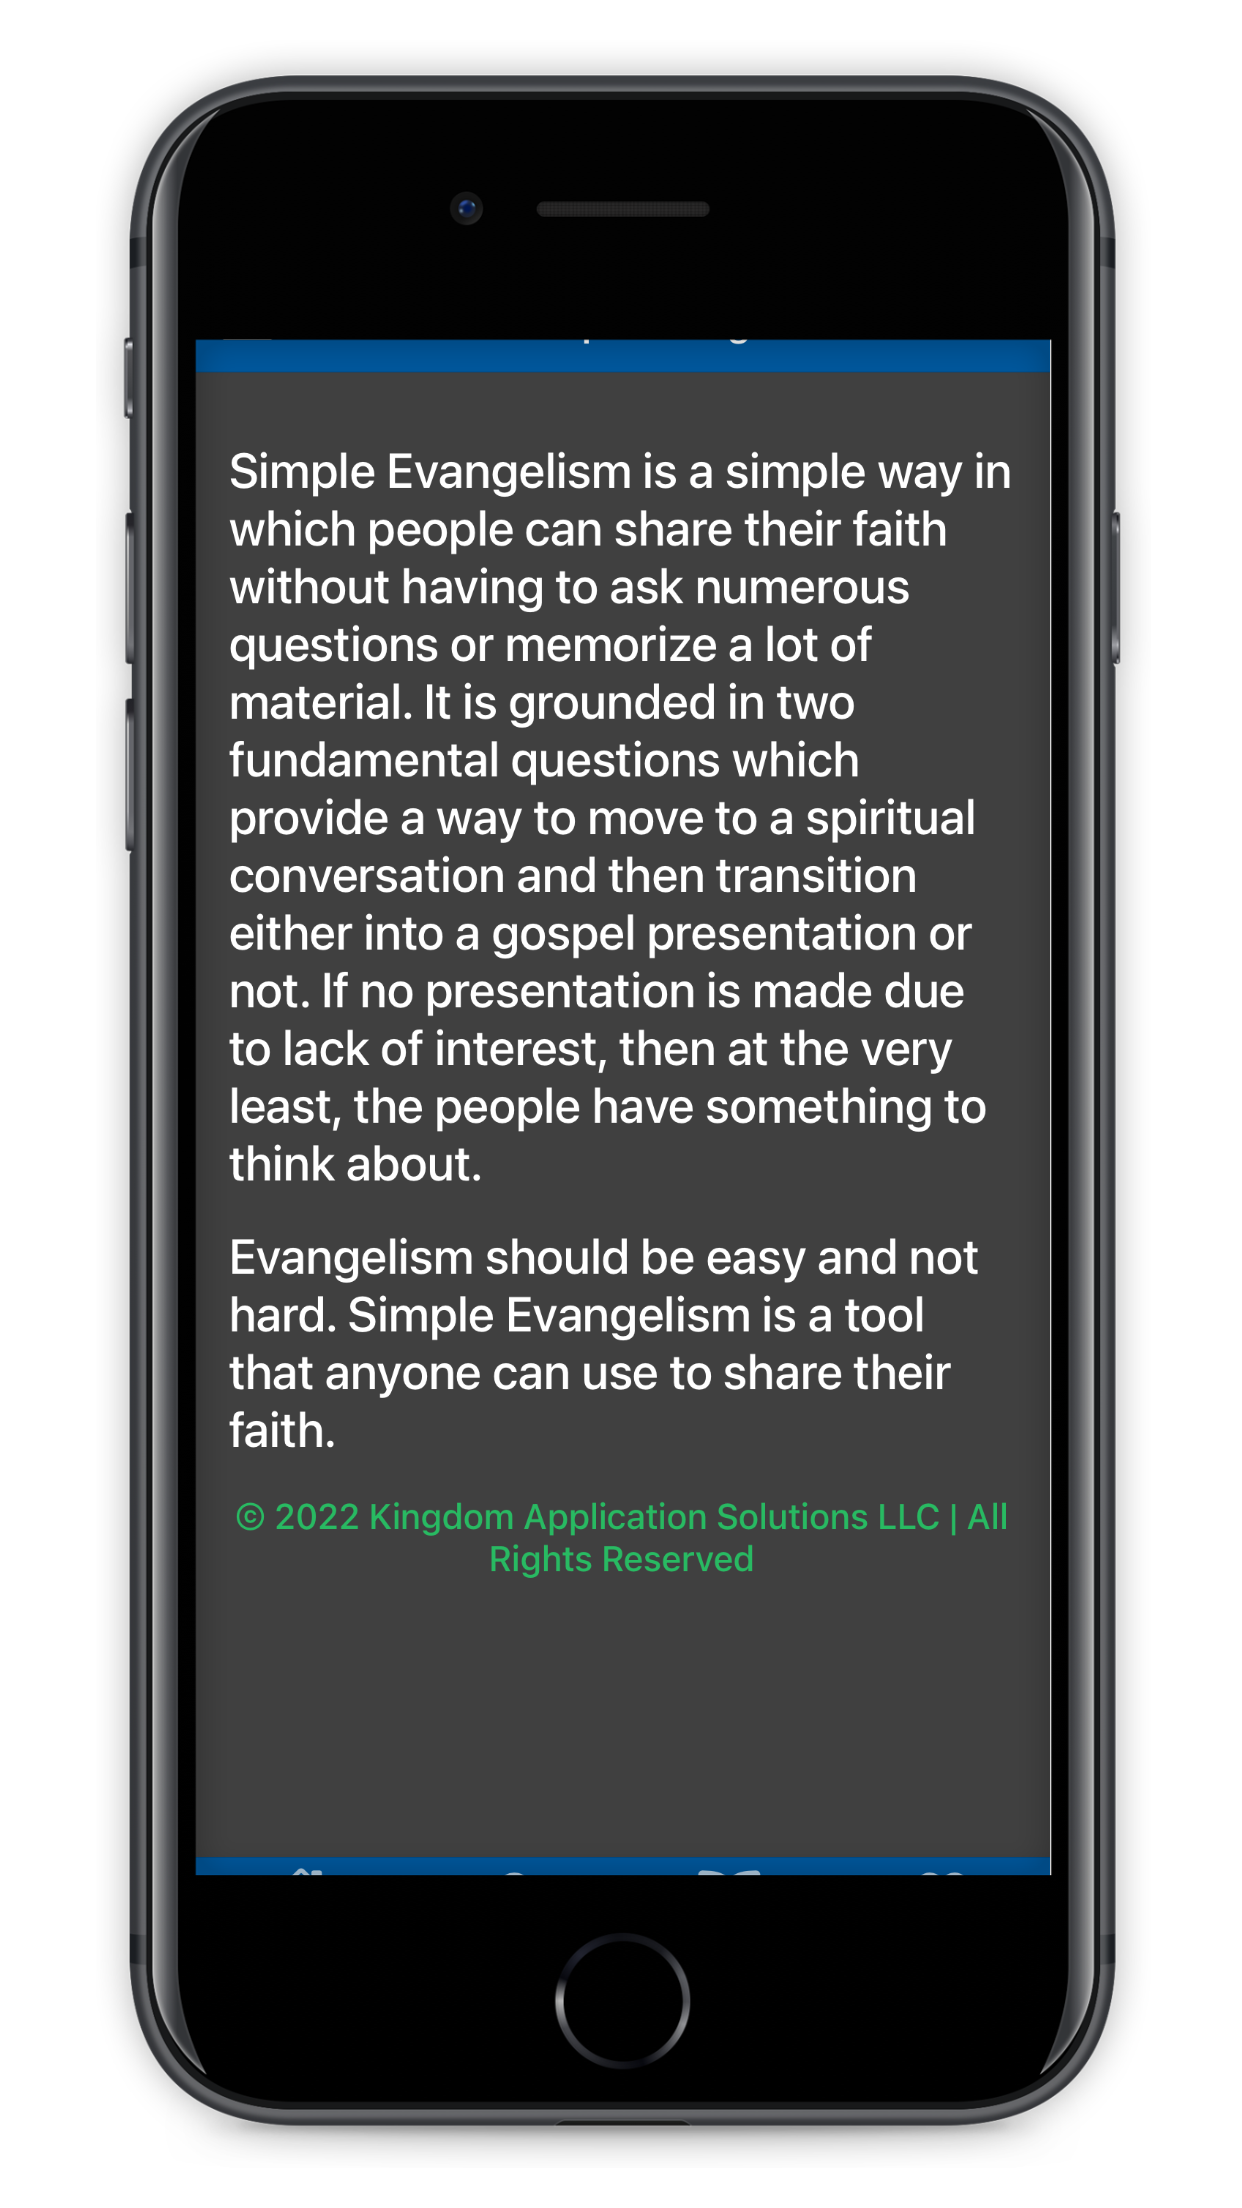 Simple Evangelism is a simple way in
which people can share their faith
without having to ask numerous
questions or memorize a lot of
material. It is grounded in two
fundamental questions which
provide a way to move to a spiritual
conversation and then transition
either into a gospel presentation or
not. If no presentation is made due
to lack of interest, then at the very
least, the people have something to
think about.
Evangelism should be easy and not
hard. Simple Evangelism is a tool
that anyone can use to share their
faith.
© 2022 Kingdom Application Solutions LLC | All
Rights Reserved